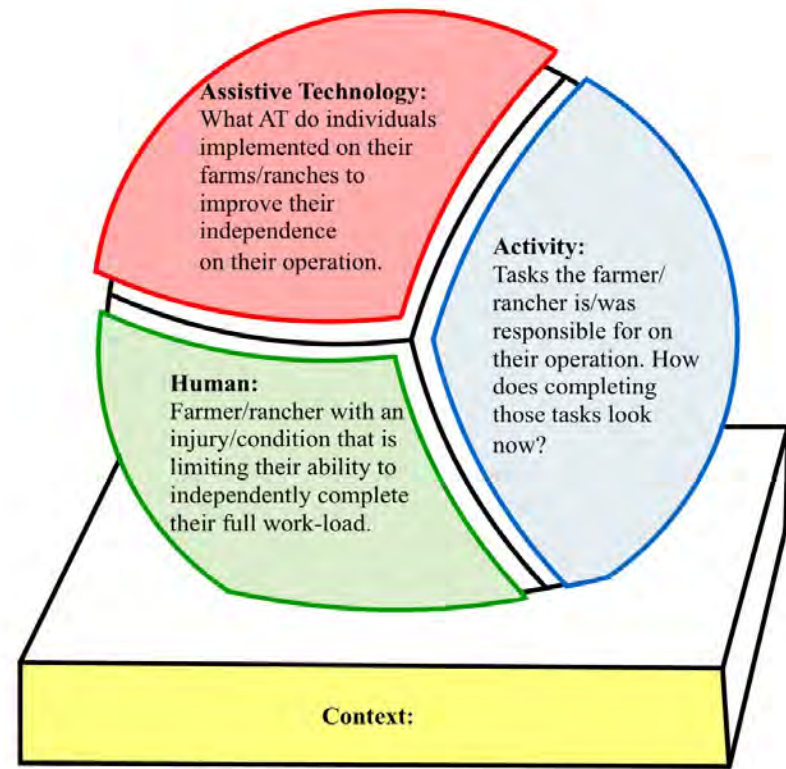 Assistive Technology:
What AT do individuals
implemented on their
farms/ranches to
improve their
independence
on their operation.
Activity:
Tasks the farmer/
rancher is/was
responsible for on
their operation. How
does completing
those tasks look
now?
Human:
Farmer/rancher with an
injury/condition that is
limiting their ability to
independently complete
their full work-load.
Context: